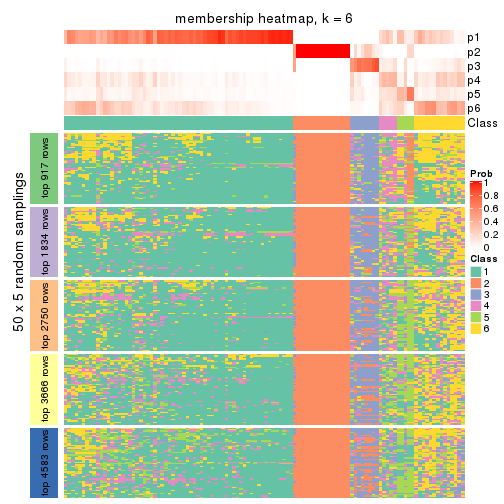 membership heatmap, k = 6
p1
p2
p3
p4
p5
p6
Class
50 x 5 random samplings
top 917 rows
top 1834 rows
top 2750 rows
top 3666 rows
top 4583 rows
Prob
1
0.8
0.6
0.4
0.2
0
Class
1
2
3
4
5
6